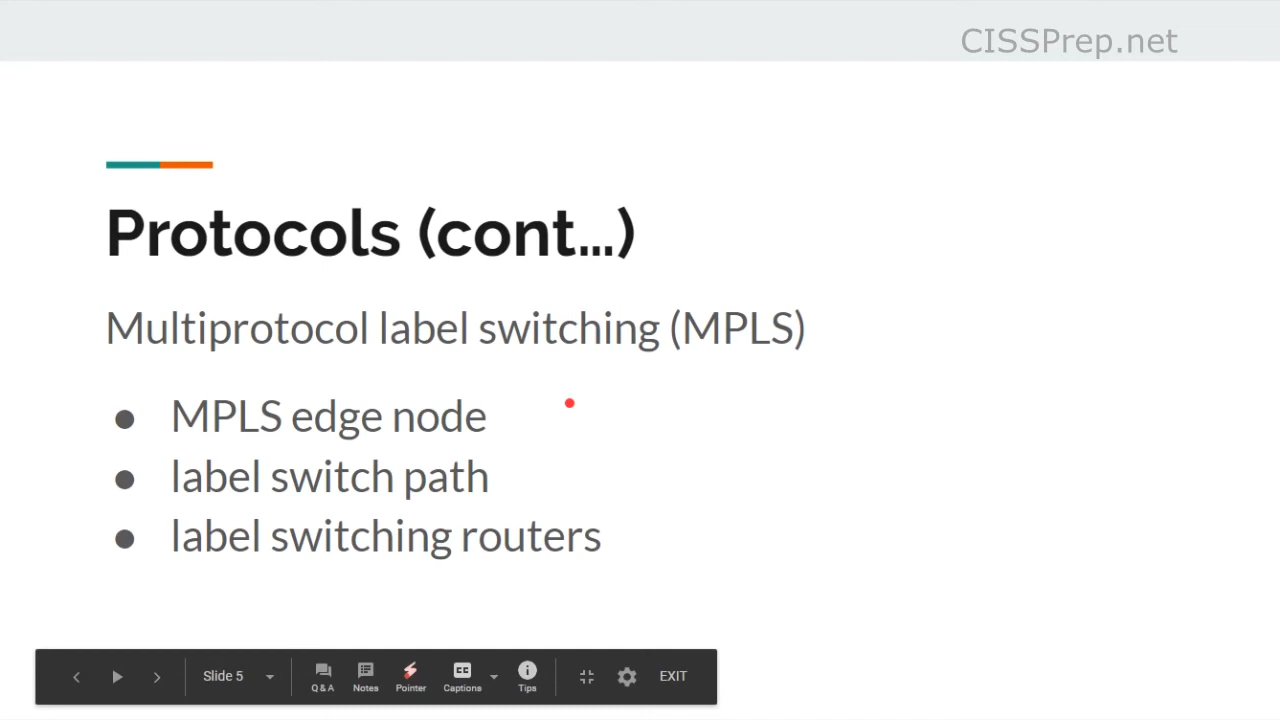 CISSPrep.net
Protocols (cont...)
Multiprotocol label switching (MPLS)
● MPLS edge node
● label switch path
● label switching routers
Slide 5
Q & A
Notes
Pointer
CC
Captions
Tips
EXIT